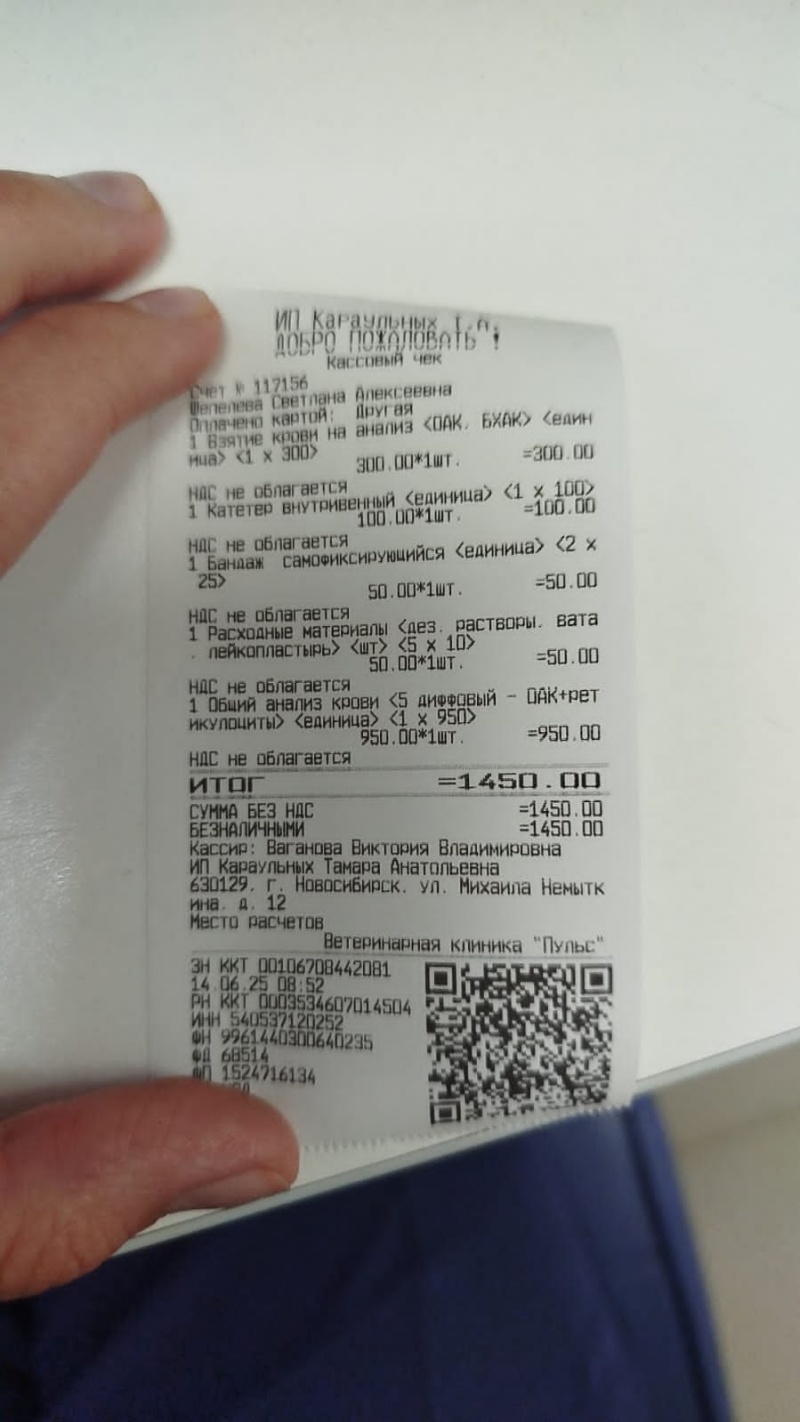 ИП Караульных Т.А.
ДОБРО ПОЖАЛОВАТЬ !
Кассовый чек
Счет № 117156
Шепелева Светлана Алексеевна
Оплачено картой: Другая
1 Взятие крови на анализ <ОАК, БХАК> <един
ица> <1 x 300>
300.00*1шт. =300.00
НДС не облагается
1 Катетер внутривенный <единица> <1 x 100>
100.00*1шт. =100.00
НДС не облагается
1 Бандаж самофиксирующийся <единица> <2 x
25>
50.00*1шт. =50.00
НДС не облагается
1 Расходные материалы <дез. растворы, вата
, лейкопластырь> <шт> <5 x 10>
50.00*1шт. =50.00
НДС не облагается
1 Общий анализ крови <5 диффовый - ОАК+рет
икулоциты> <единица> <1 x 950>
950.00*1шт. =950.00
НДС не облагается
ИТОГ =1450.00
СУММА БЕЗ НДС =1450.00
БЕЗНАЛИЧНЫМИ =1450.00
Кассир: Ваганова Виктория Владимировна
ИП Караульных Тамара Анатольевна
630129, г. Новосибирск, ул. Михаила Немытк
ина, д. 12
Место расчетов
Ветеринарная клиника "Пульс"
ЗН ККТ 00106708442081
14.06.25 08:52
РН ККТ 0003534607014504
ИНН 540537120252
ФН 9961440300640235
ФД 68514
ФП 1524716134